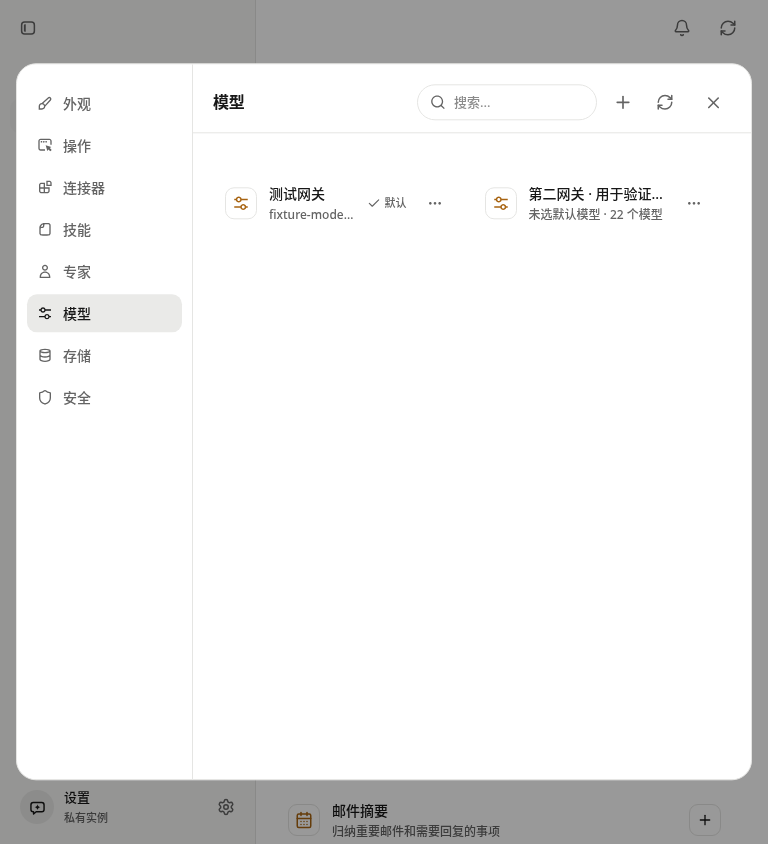 外观
操作
连接器
技能
专家
模型
存储
安全
模型
搜索...
测试网关
fixture-mode...
默认
第二网关 · 用于验证...
未选默认模型 · 22 个模型
设置
私有实例
邮件摘要
归纳重要邮件和需要回复的事项